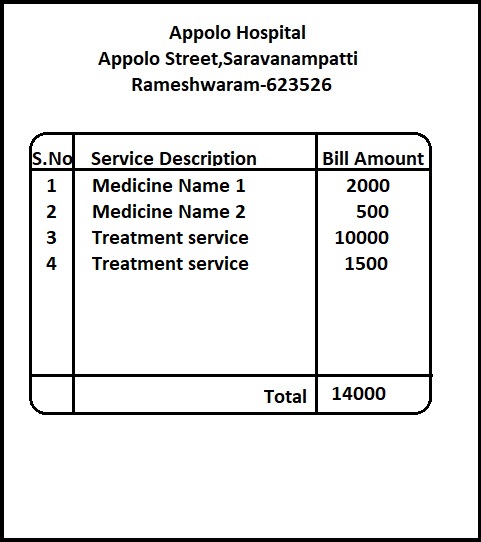 Appolo Hospital
Appolo Street,Saravanampatti
Rameshwaram-623526
S.No Service Description Bill Amount
1 Medicine Name 1 2000
2 Medicine Name 2 500
3 Treatment service 10000
4 Treatment service 1500
Total 14000